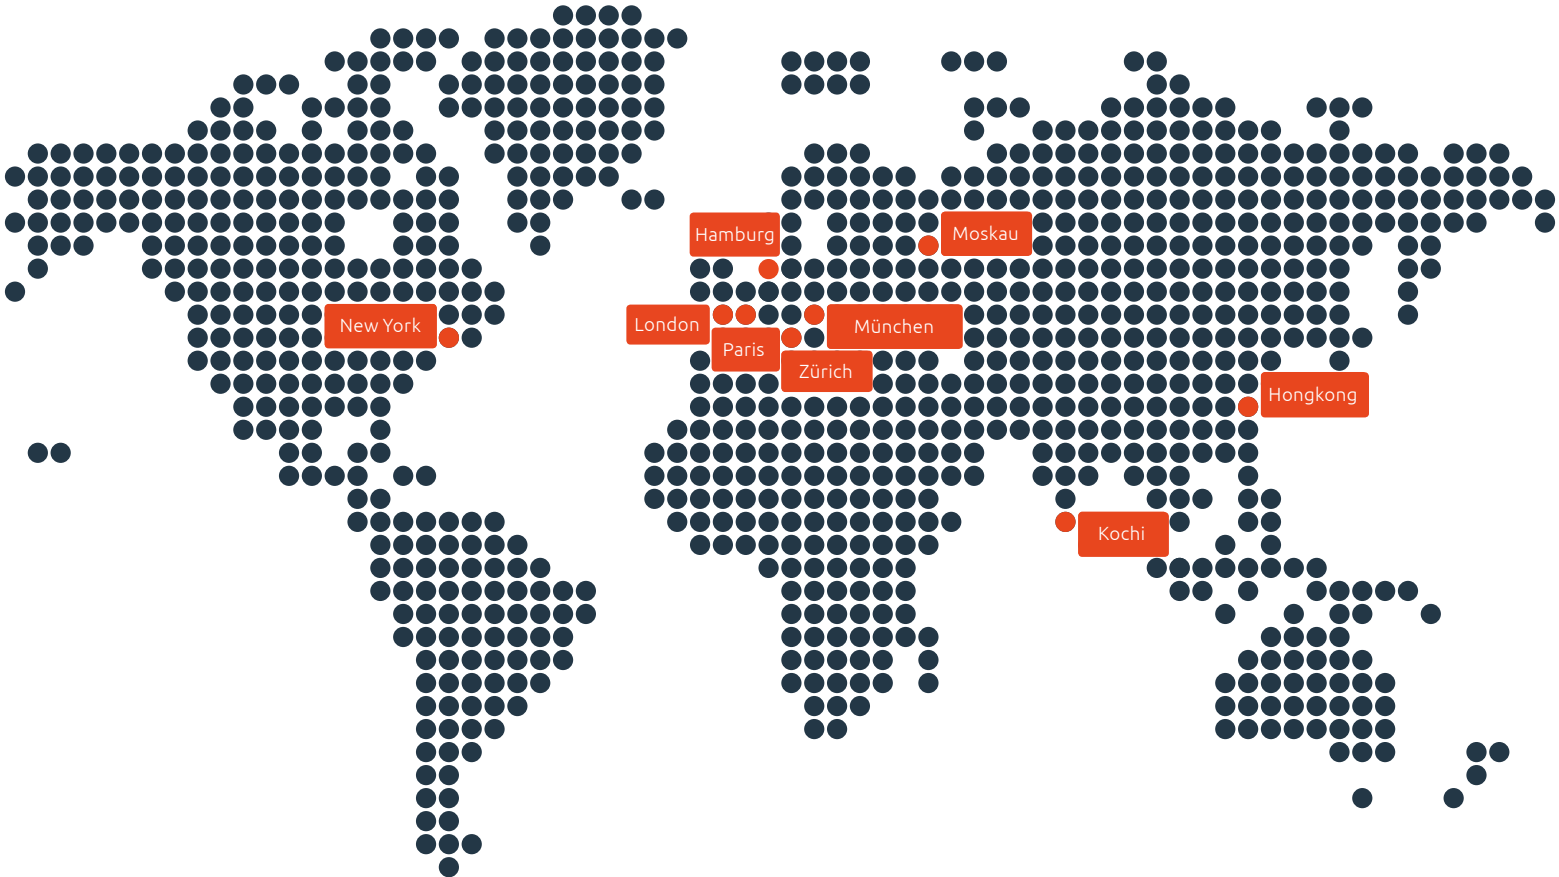 Hamburg
Moskau
New York
London
München
Paris
Zürich
Hongkong
Kochi